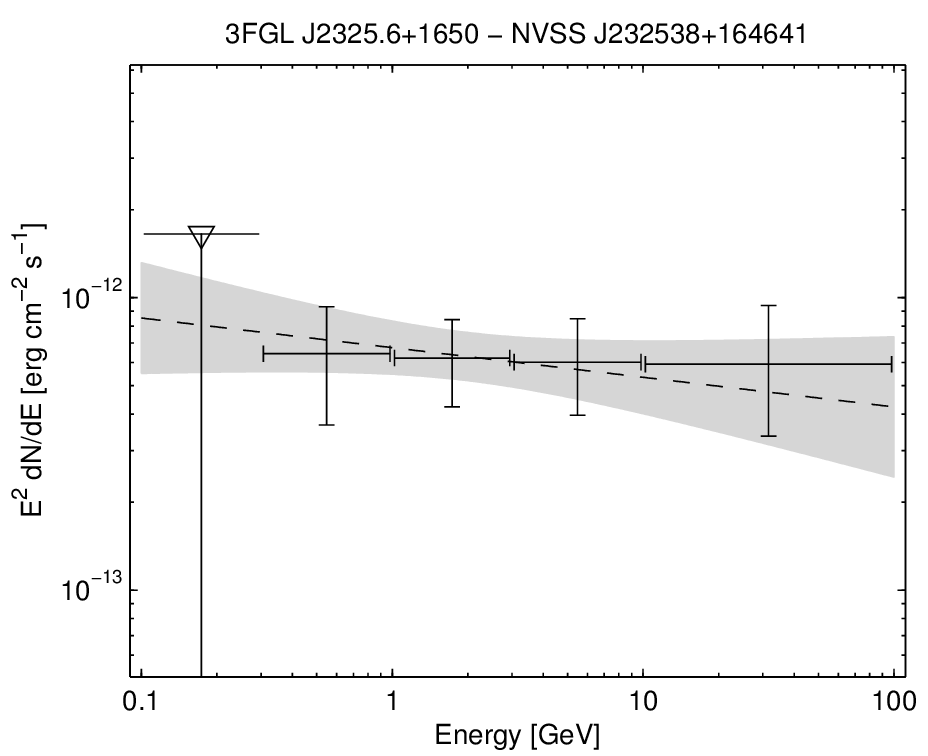 3FGL J2325.6+1650 − NVSS J232538+164641
E² dN/dE [erg cm⁻² s⁻¹]
10⁻¹²
10⁻¹³
0.1 1 10 100
Energy [GeV]